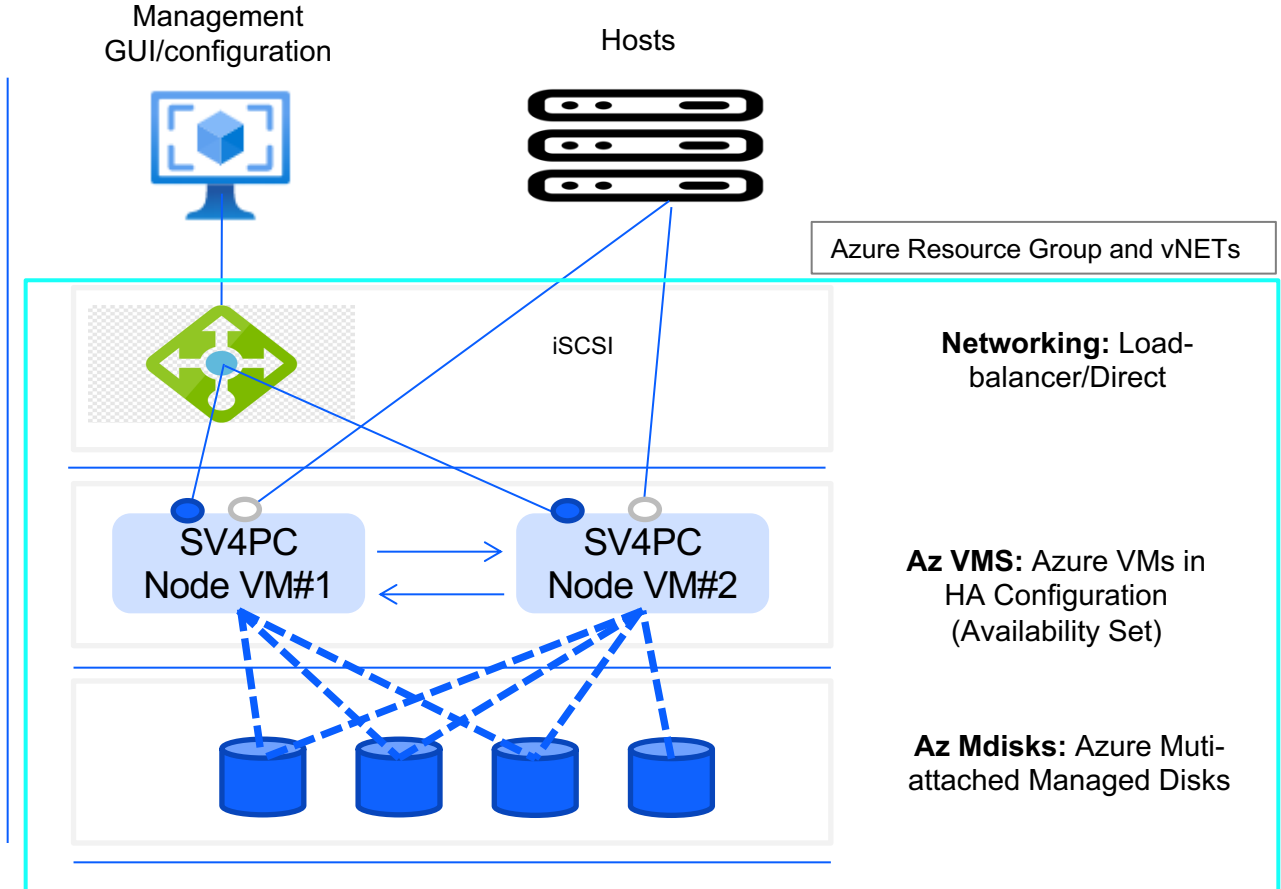 Management
GUI/configuration
Hosts
Azure Resource Group and vNETs
iSCSI
Networking: Load-
balancer/Direct
SV4PC
Node VM#1
SV4PC
Node VM#2
Az VMS: Azure VMs in
HA Configuration
(Availability Set)
Az Mdisks: Azure Muti-
attached Managed Disks